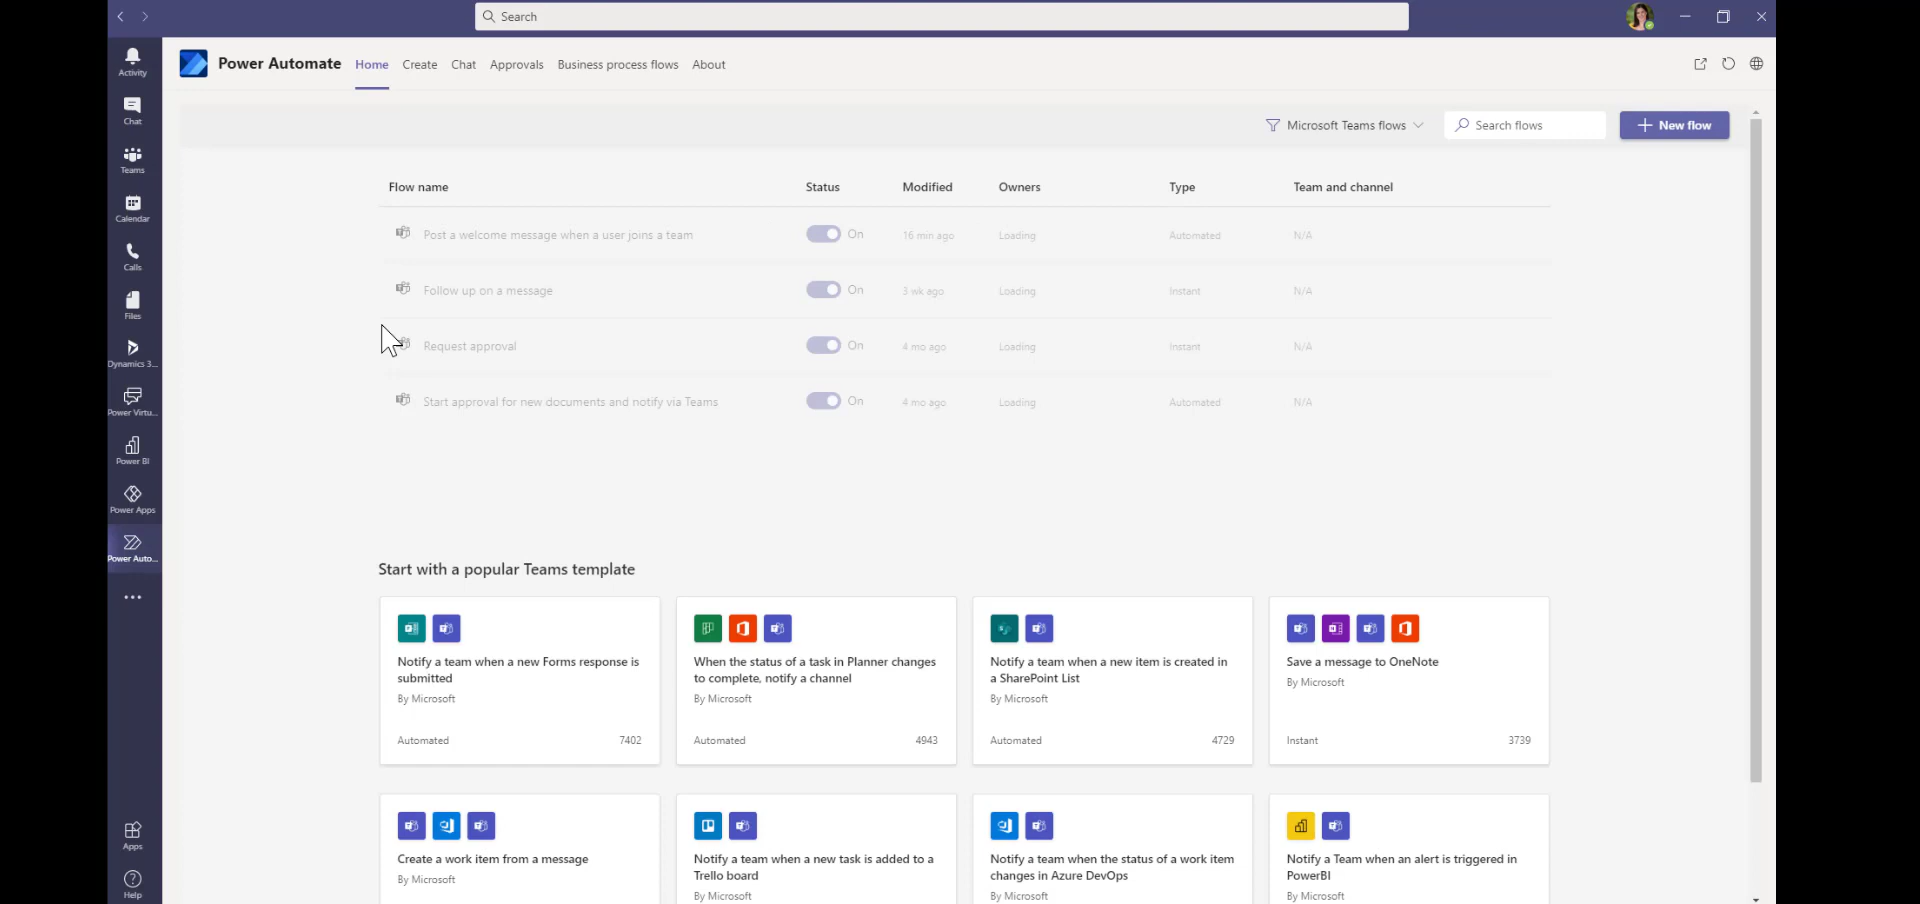 Search
Activity
Chat
Teams
Calendar
Calls
Files
Dynamics 3...
Power Virtu...
Power BI
Power Apps
Power Auto...
Apps
Help
Power Automate Home Create Chat Approvals Business process flows About
Microsoft Teams flows Search flows New flow
Flow name Status Modified Owners Type Team and channel
Post a welcome message when a user joins a team On 16 min ago Loading Automated N/A
Follow up on a message On 3 wk ago Loading Instant N/A
Request approval On 4 mo ago Loading Instant N/A
Start approval for new documents and notify via Teams On 4 mo ago Loading Automated N/A
Start with a popular Teams template
Notify a team when a new Forms response is
submitted
By Microsoft
Automated 7402
When the status of a task in Planner changes
to complete, notify a channel
By Microsoft
Automated 4943
Notify a team when a new item is created in
a SharePoint List
By Microsoft
Automated 4729
Save a message to OneNote
By Microsoft
Instant 3739
Create a work item from a message
By Microsoft
Notify a team when a new task is added to a
Trello board
By Microsoft
Notify a team when the status of a work item
changes in Azure DevOps
By Microsoft
Notify a Team when an alert is triggered in
PowerBI
By Microsoft